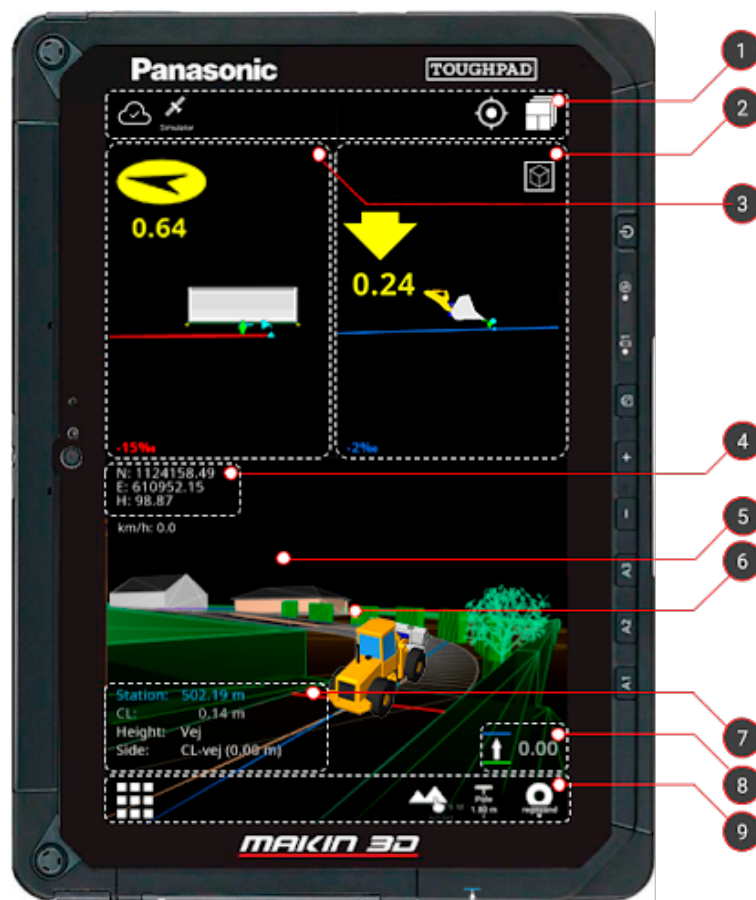 Panasonic
TOUGHPAD
Simulator
1
2
3
0.64
0.24
-15‰
-2‰
N: 1124158.49
E: 610952.15
H: 98.87
km/h: 0.0
4
5
6
Station: 502.19 m
CL: 0.14 m
Height: Vej
Side: CL-vej (0.00 m)
0.00
7
8
9
Pole
1.80 m
MAKIN 3D
A3
A2
A1